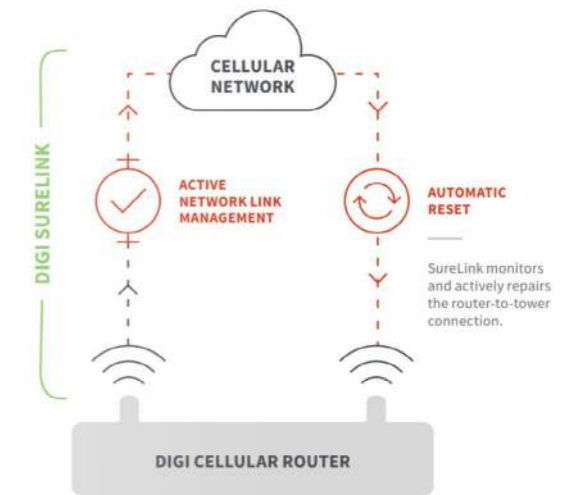 CELLULAR
NETWORK
DIGI SURELINK
ACTIVE
NETWORK LINK
MANAGEMENT
AUTOMATIC
RESET
SureLink monitors
and actively repairs
the router-to-tower
connection.
DIGI CELLULAR ROUTER